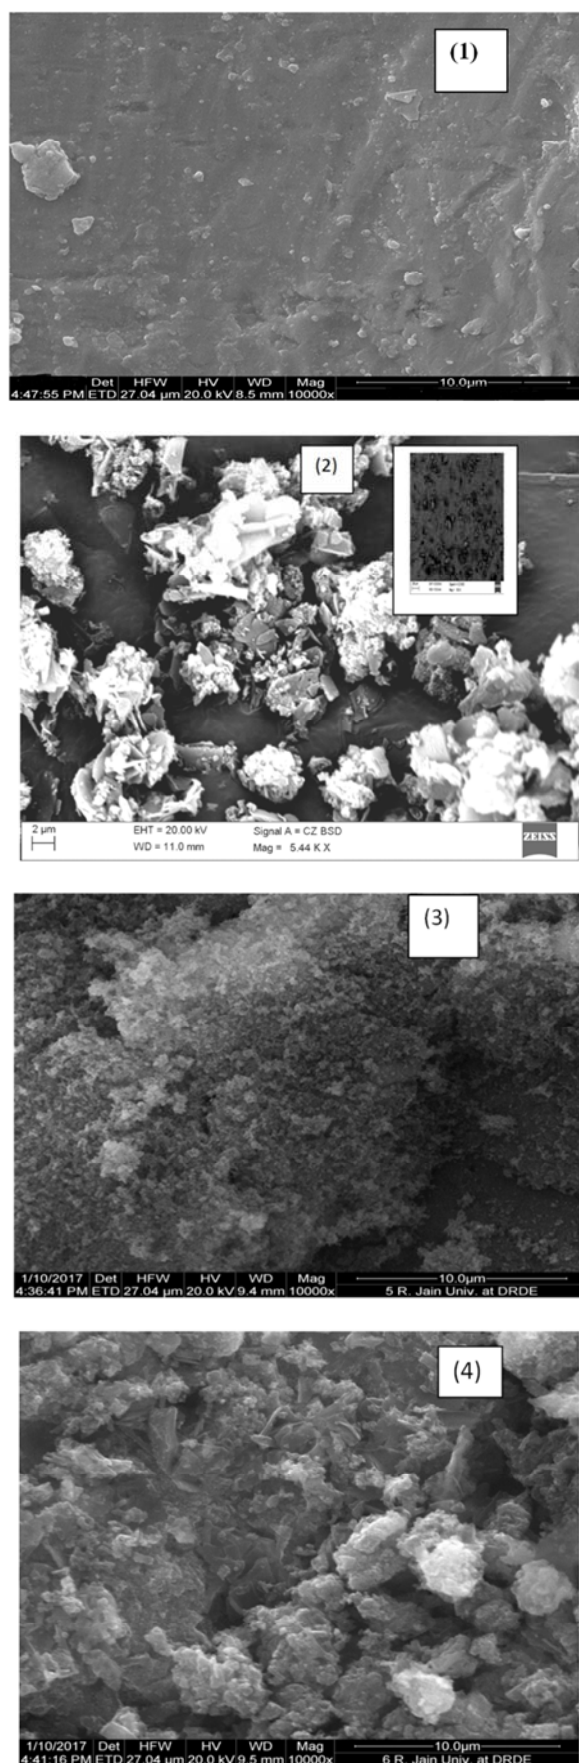 (1)
Det HFW HV WD Mag 10.0µm
4:47:55 PM ETD 27.04 µm 20.0 kV 8.5 mm 10000x
(2)
2 µm EHT = 20.00 kV Signal A = CZ BSD ZEISS
WD = 11.0 mm Mag = 5.44 K X
(3)
1/10/2017 Det HFW HV WD Mag 10.0µm
4:36:41 PM ETD 27.04 µm 20.0 kV 9.4 mm 10000x 5 R. Jain Univ. at DRDE
(4)
1/10/2017 Det HFW HV WD Mag 10.0µm
4:41:16 PM ETD 27.04 µm 20.0 kV 9.5 mm 10000x 6 R. Jain Univ. at DRDE